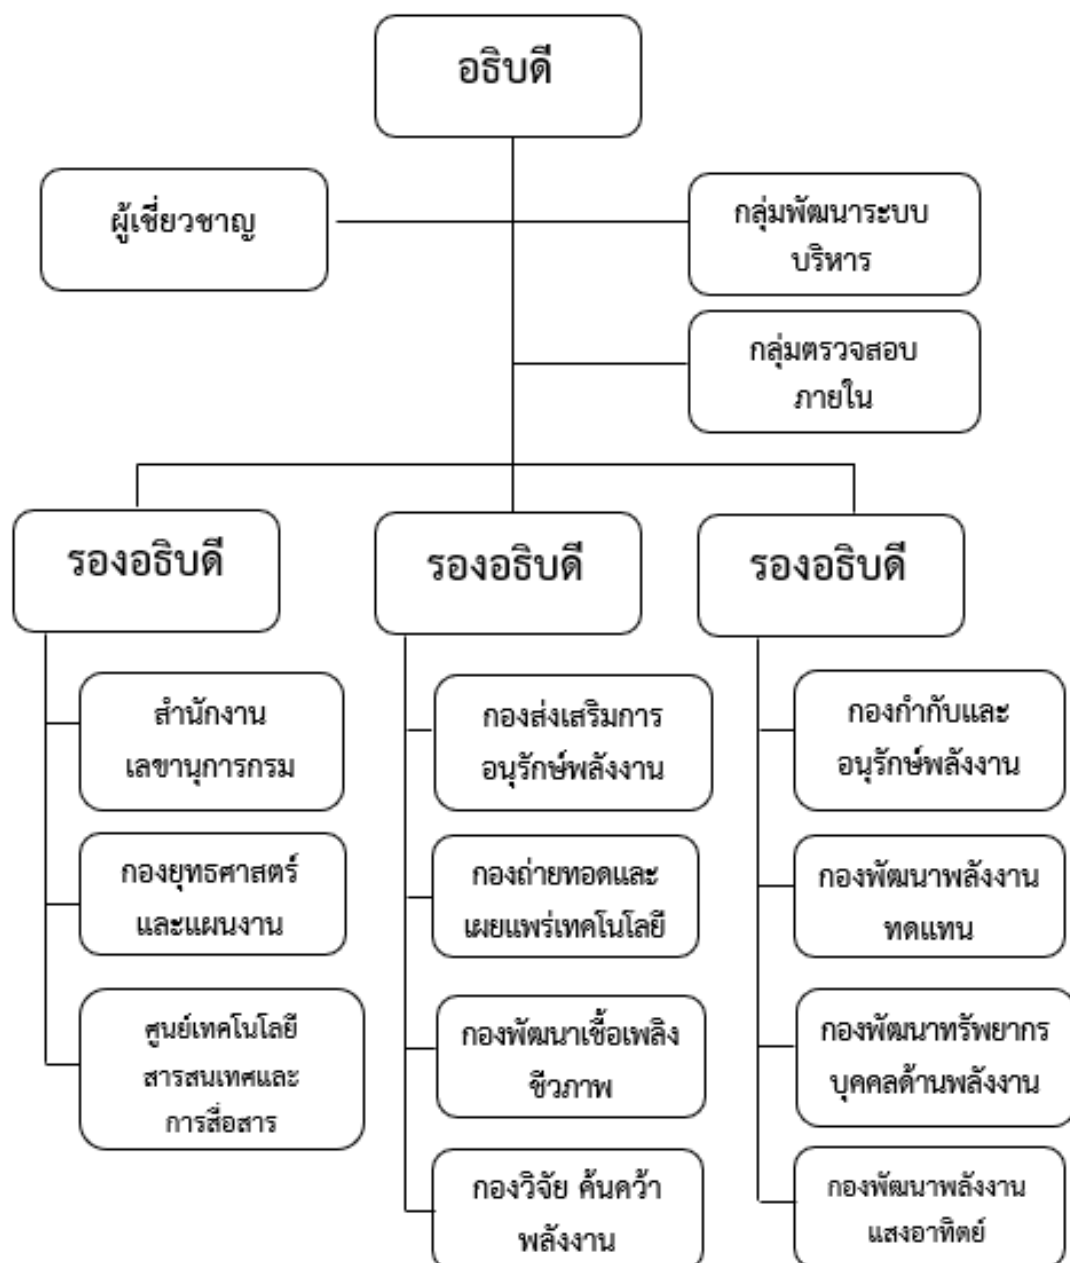 อธิบดี
ผู้เชี่ยวชาญ
กลุ่มพัฒนาระบบ
บริหาร
กลุ่มตรวจสอบ
ภายใน
รองอธิบดี
รองอธิบดี
รองอธิบดี
สำนักงาน
เลขานุการกรม
กองยุทธศาสตร์
และแผนงาน
ศูนย์เทคโนโลยี
สารสนเทศและ
การสื่อสาร
กองส่งเสริมการ
อนุรักษ์พลังงาน
กองถ่ายทอดและ
เผยแพร่เทคโนโลยี
กองพัฒนาเชื้อเพลิง
ชีวภาพ
กองวิจัย ค้นคว้า
พลังงาน
กองกำกับและ
อนุรักษ์พลังงาน
กองพัฒนาพลังงาน
ทดแทน
กองพัฒนาทรัพยากร
บุคคลด้านพลังงาน
กองพัฒนาพลังงาน
แสงอาทิตย์